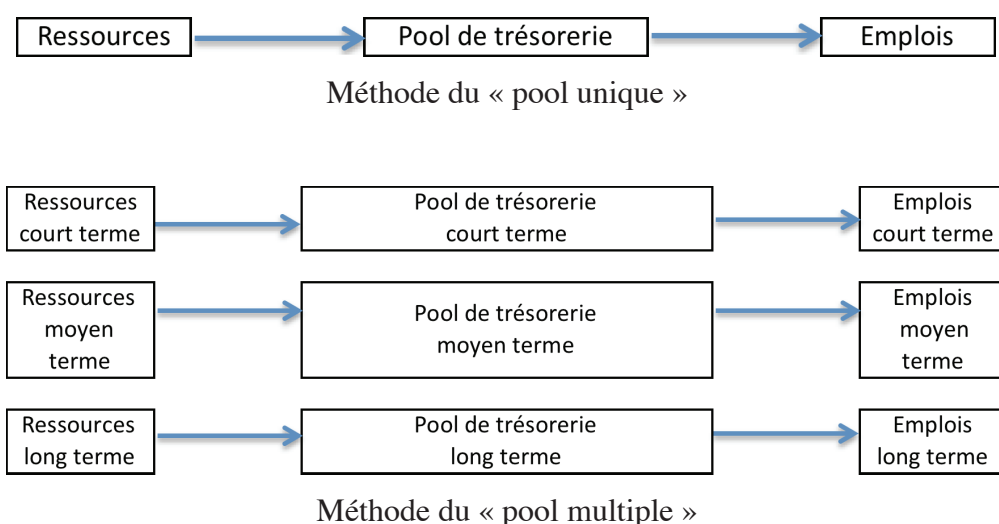 Ressources
Pool de trésorerie
Emplois
Méthode du « pool unique »
Ressources
court terme
Pool de trésorerie
court terme
Emplois
court terme
Ressources
moyen
terme
Pool de trésorerie
moyen terme
Emplois
moyen
terme
Ressources
long terme
Pool de trésorerie
long terme
Emplois
long terme
Méthode du « pool multiple »